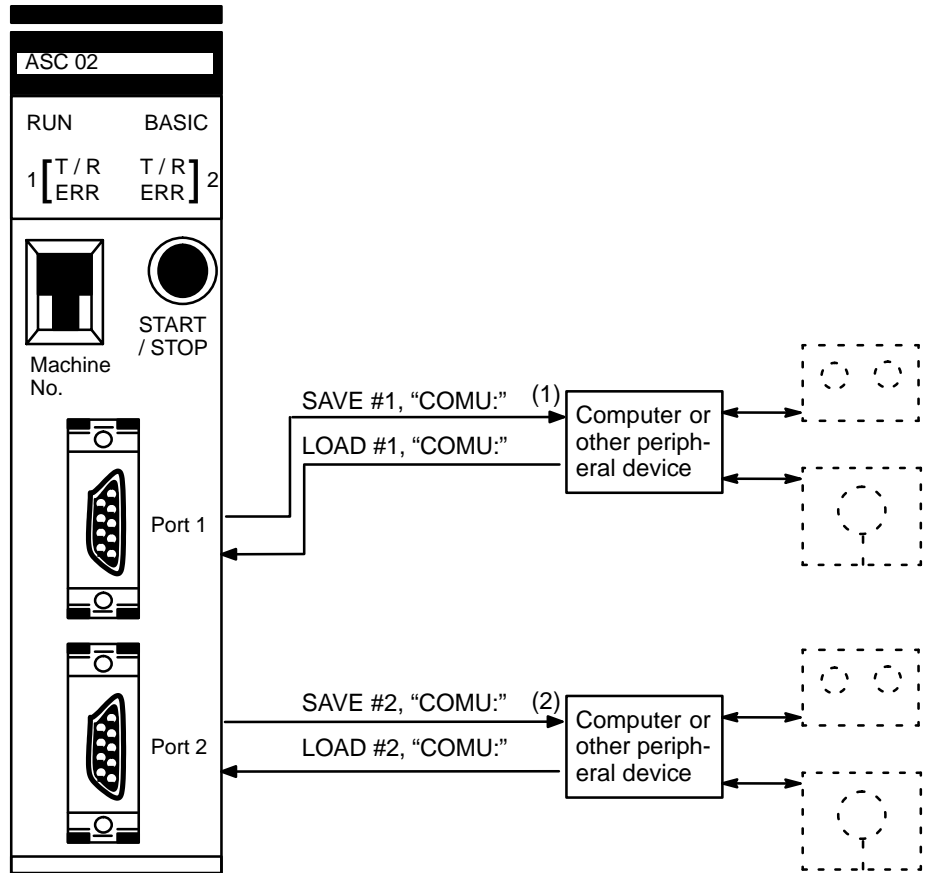 ASC 02
RUN BASIC
1 [ T / R T / R ] 2
ERR ERR
START
/ STOP
Machine
No.
Port 1
SAVE #1, “COMU:” (1)
LOAD #1, “COMU:”
Computer or
other periph-
eral device
Port 2
SAVE #2, “COMU:” (2)
LOAD #2, “COMU:”
Computer or
other periph-
eral device